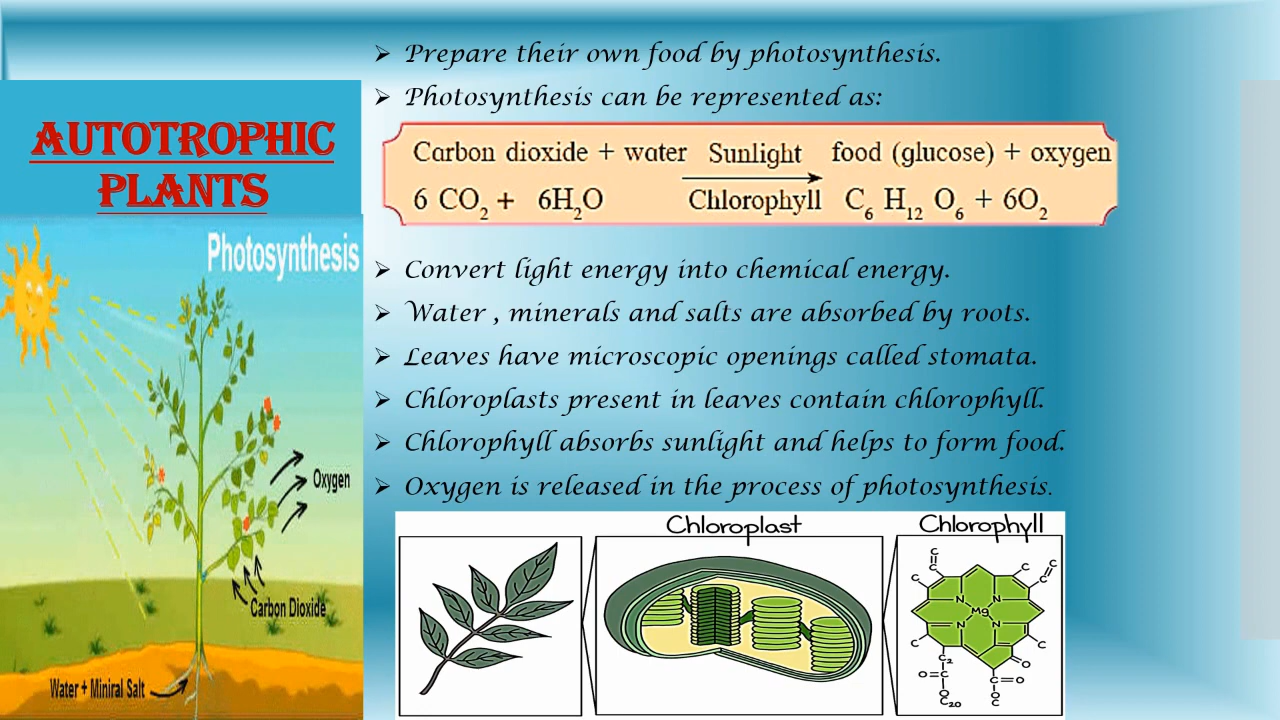 AUTOTROPHIC
PLANTS
Photosynthesis
Oxygen
Carbon Dioxide
Water + Miniral Salt
➢ Prepare their own food by photosynthesis.
➢ Photosynthesis can be represented as:
Carbon dioxide + water Sunlight food (glucose) + oxygen
6 CO₂ + 6H₂O Chlorophyll C₆ H₁₂ O₆ + 6O₂
➢ Convert light energy into chemical energy.
➢ Water , minerals and salts are absorbed by roots.
➢ Leaves have microscopic openings called stomata.
➢ Chloroplasts present in leaves contain chlorophyll.
➢ Chlorophyll absorbs sunlight and helps to form food.
➢ Oxygen is released in the process of photosynthesis.
Chloroplast
Chlorophyll
C
C C C
C C
N N
Mg
N N
C C
C₂ O
O=C C=O
O O
C₂₀ C